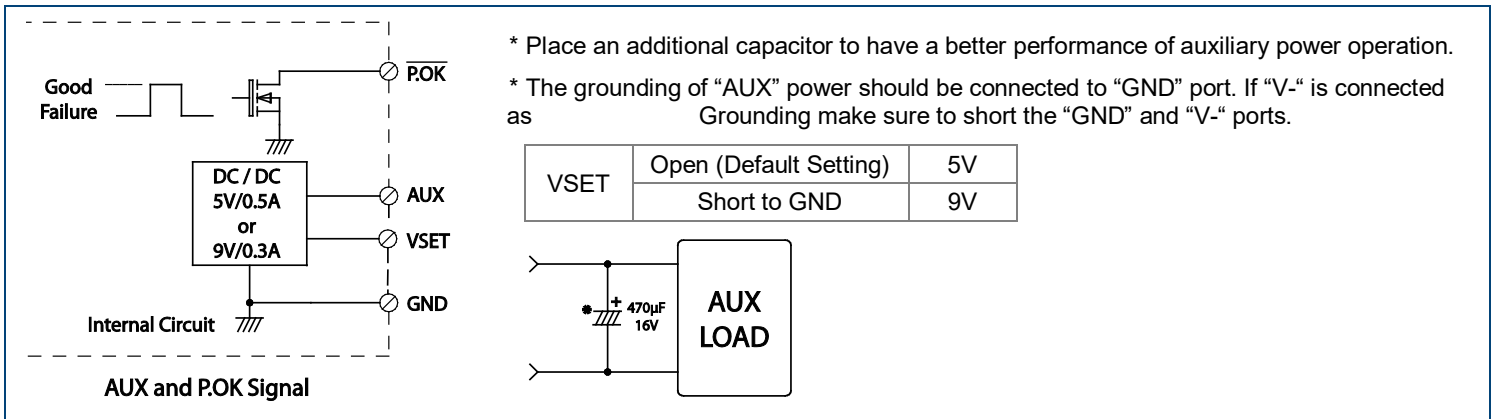 Good
Failure
P.OK
DC / DC
5V/0.5A
or
9V/0.3A
AUX
VSET
GND
Internal Circuit
AUX and P.OK Signal
* Place an additional capacitor to have a better performance of auxiliary power operation.
* The grounding of “AUX” power should be connected to “GND” port. If “V-“ is connected
as Grounding make sure to short the “GND” and “V-“ ports.
VSET Open (Default Setting) 5V
Short to GND 9V
* + 470µF
16V
AUX
LOAD